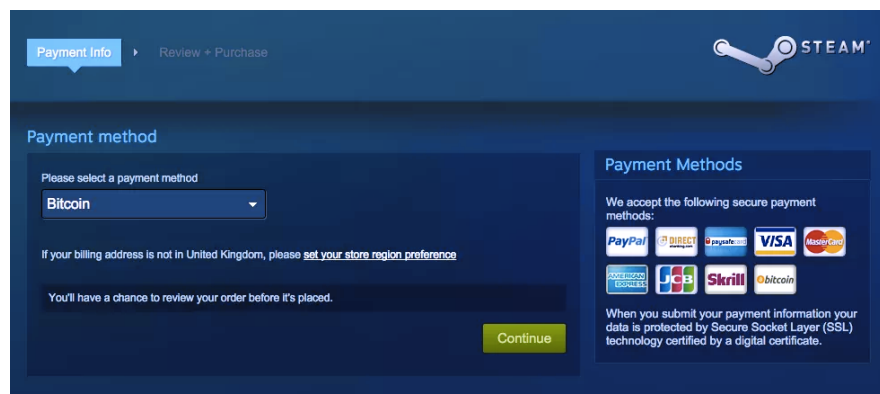 Payment Info
Review + Purchase
STEAM
Payment method
Please select a payment method
Bitcoin
If your billing address is not in United Kingdom, please set your store region preference
You'll have a chance to review your order before it's placed.
Continue
Payment Methods
We accept the following secure payment
methods:
PayPal DIRECT paysafecard VISA MasterCard
AMERICAN EXPRESS JCB Skrill bitcoin
When you submit your payment information your
data is protected by Secure Socket Layer (SSL)
technology certified by a digital certificate.